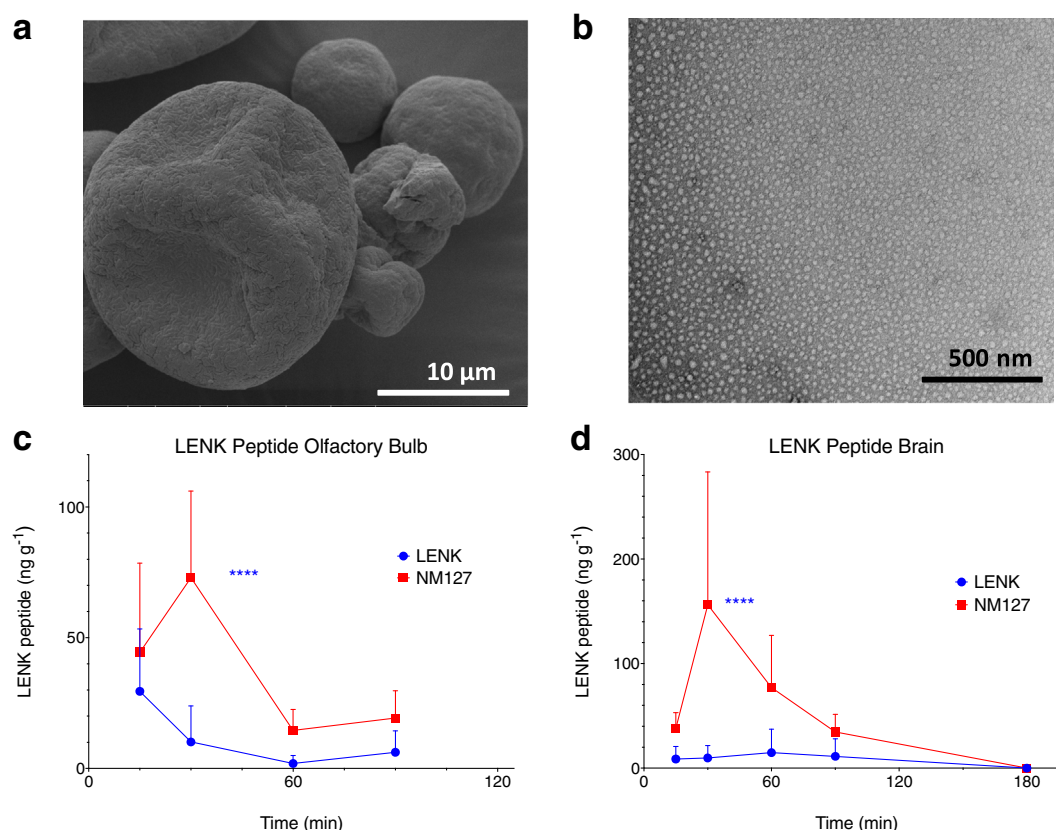 a
b
10 µm
500 nm
c
LENK Peptide Olfactory Bulb
100
50
0
LENK peptide (ng g⁻¹)
LENK
NM127
****
0
60
120
Time (min)
d
LENK Peptide Brain
300
200
100
0
LENK peptide (ng g⁻¹)
LENK
NM127
****
0
60
120
180
Time (min)